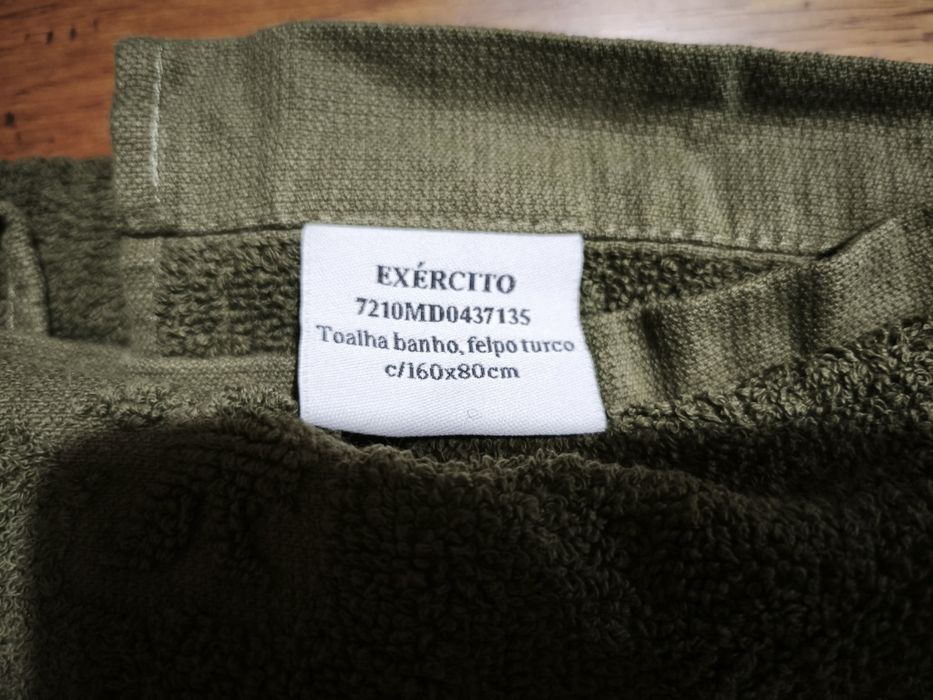 EXÉRCITO
7210MD0437135
Toalha banho, felpo turco
c/160x80cm